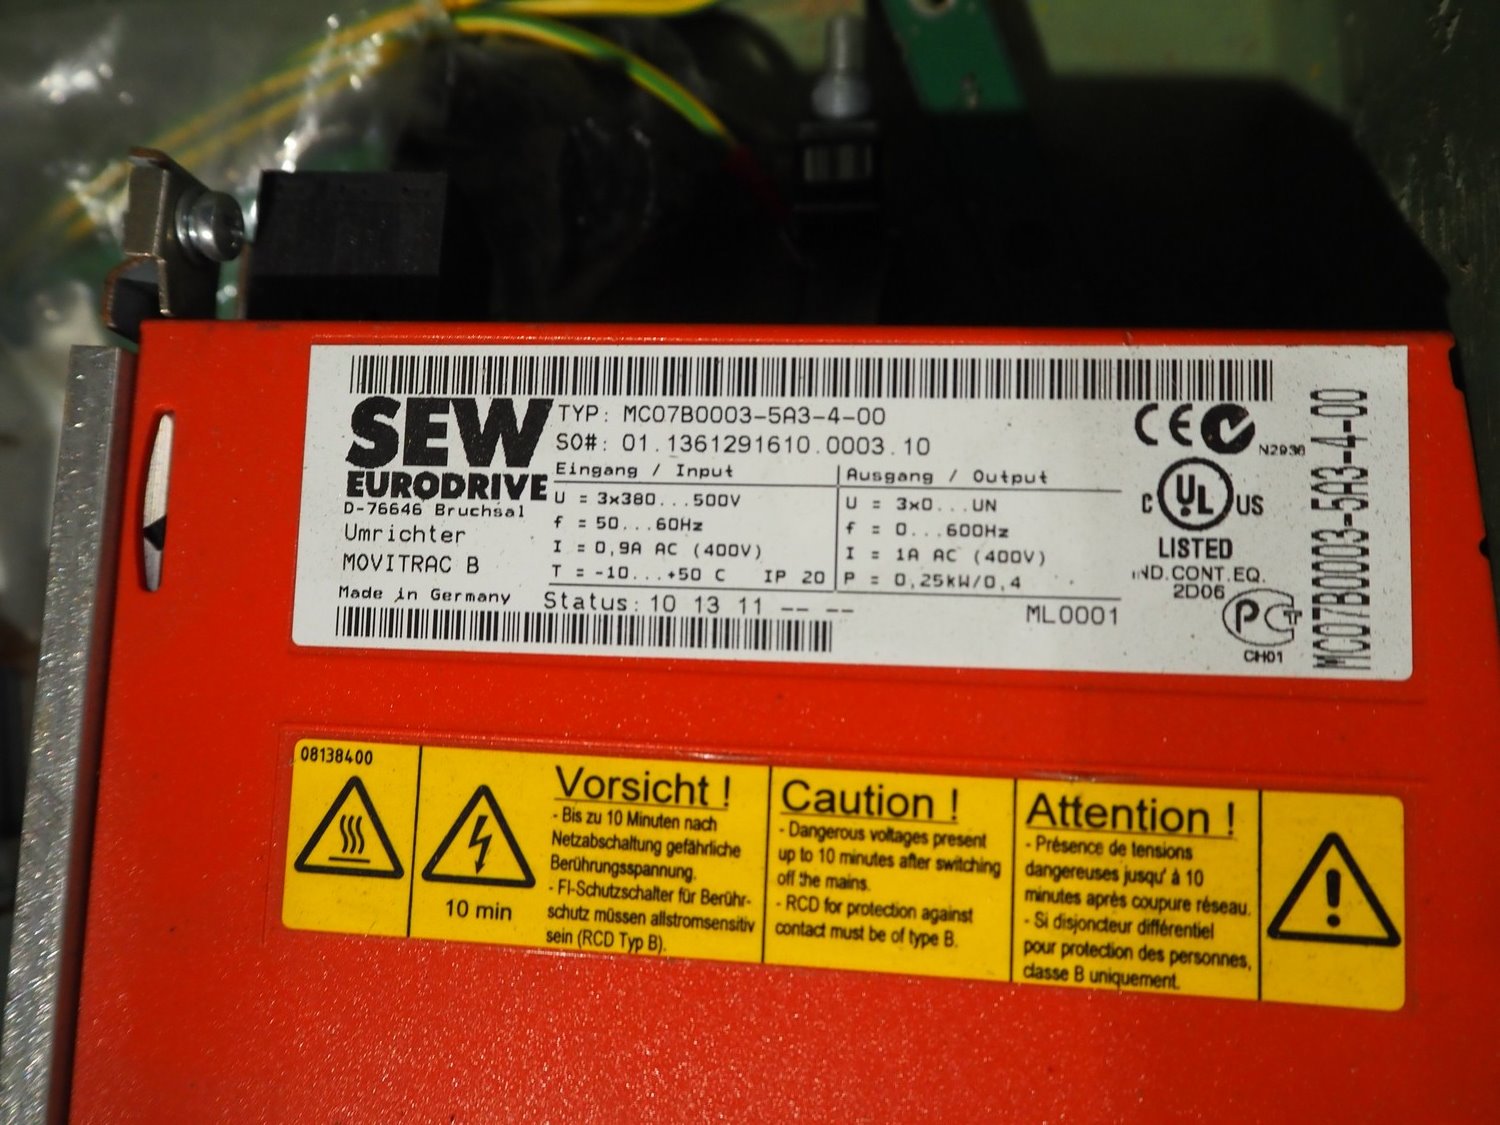 SEW
EURODRIVE
D-76646 Bruchsal
Umrichter
MOVITRAC B
Made in Germany
TYP: MC07B0003-5A3-4-00
SO#: 01.1361291610.0003.10
Eingang / Input
U = 3x380...500V
f = 50...60Hz
I = 0,9A AC (400V)
T = -10...+50 C IP 20
Ausgang / Output
U = 3x0...UN
f = 0...600Hz
I = 1A AC (400V)
P = 0,25kW/0,4
Status: 10 13 11 -- --
ML0001
CE
N2936
C UL US
LISTED
IND.CONT.EQ.
2D06
PCT
CH01
MC07B0003-5A3-4-00
08138400
10 min
Vorsicht !
- Bis zu 10 Minuten nach
Netzabschaltung gefährliche
Berührungsspannung.
- FI-Schutzschalter für Berühr-
schutz müssen allstromsensitiv
sein (RCD Typ B).
Caution !
- Dangerous voltages present
up to 10 minutes after switching
off the mains.
- RCD for protection against
contact must be of type B.
Attention !
- Présence de tensions
dangereuses jusqu' à 10
minutes après coupure réseau.
- Si disjoncteur différentiel
pour protection des personnes,
classe B uniquement.
!